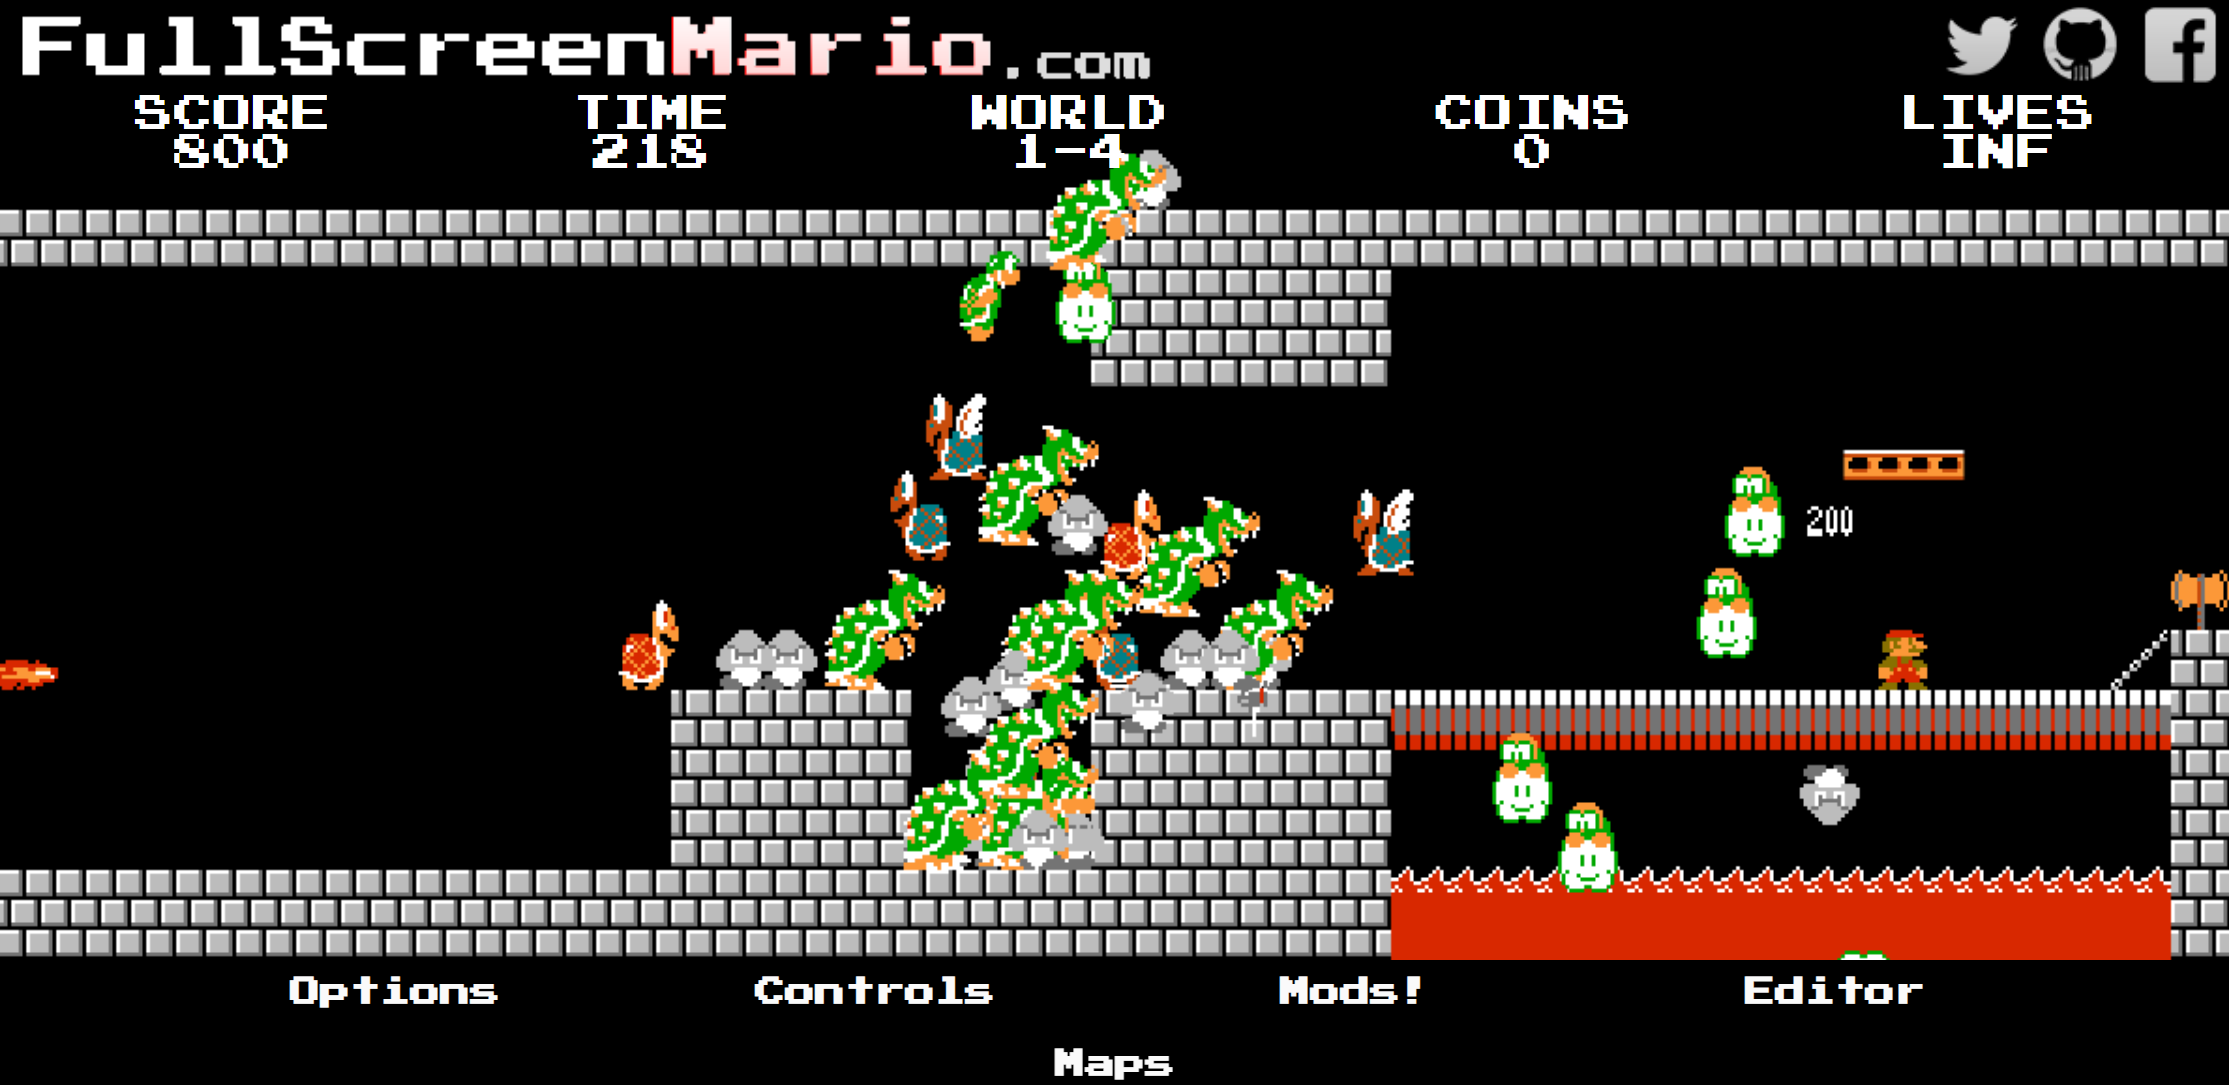 FullScreenMario.com
SCORE TIME WORLD COINS LIVES
800 218 1-4 0 INF
200
Options Controls Mods! Editor
Maps